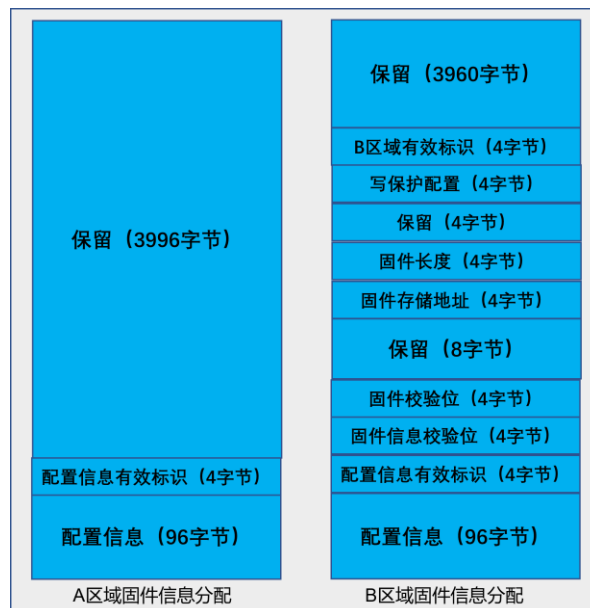 保留（3996字节）
配置信息有效标识（4字节）
配置信息（96字节）
A区域固件信息分配
保留（3960字节）
B区域有效标识（4字节）
写保护配置（4字节）
保留（4字节）
固件长度（4字节）
固件存储地址（4字节）
保留（8字节）
固件校验位（4字节）
固件信息校验位（4字节）
配置信息有效标识（4字节）
配置信息（96字节）
B区域固件信息分配